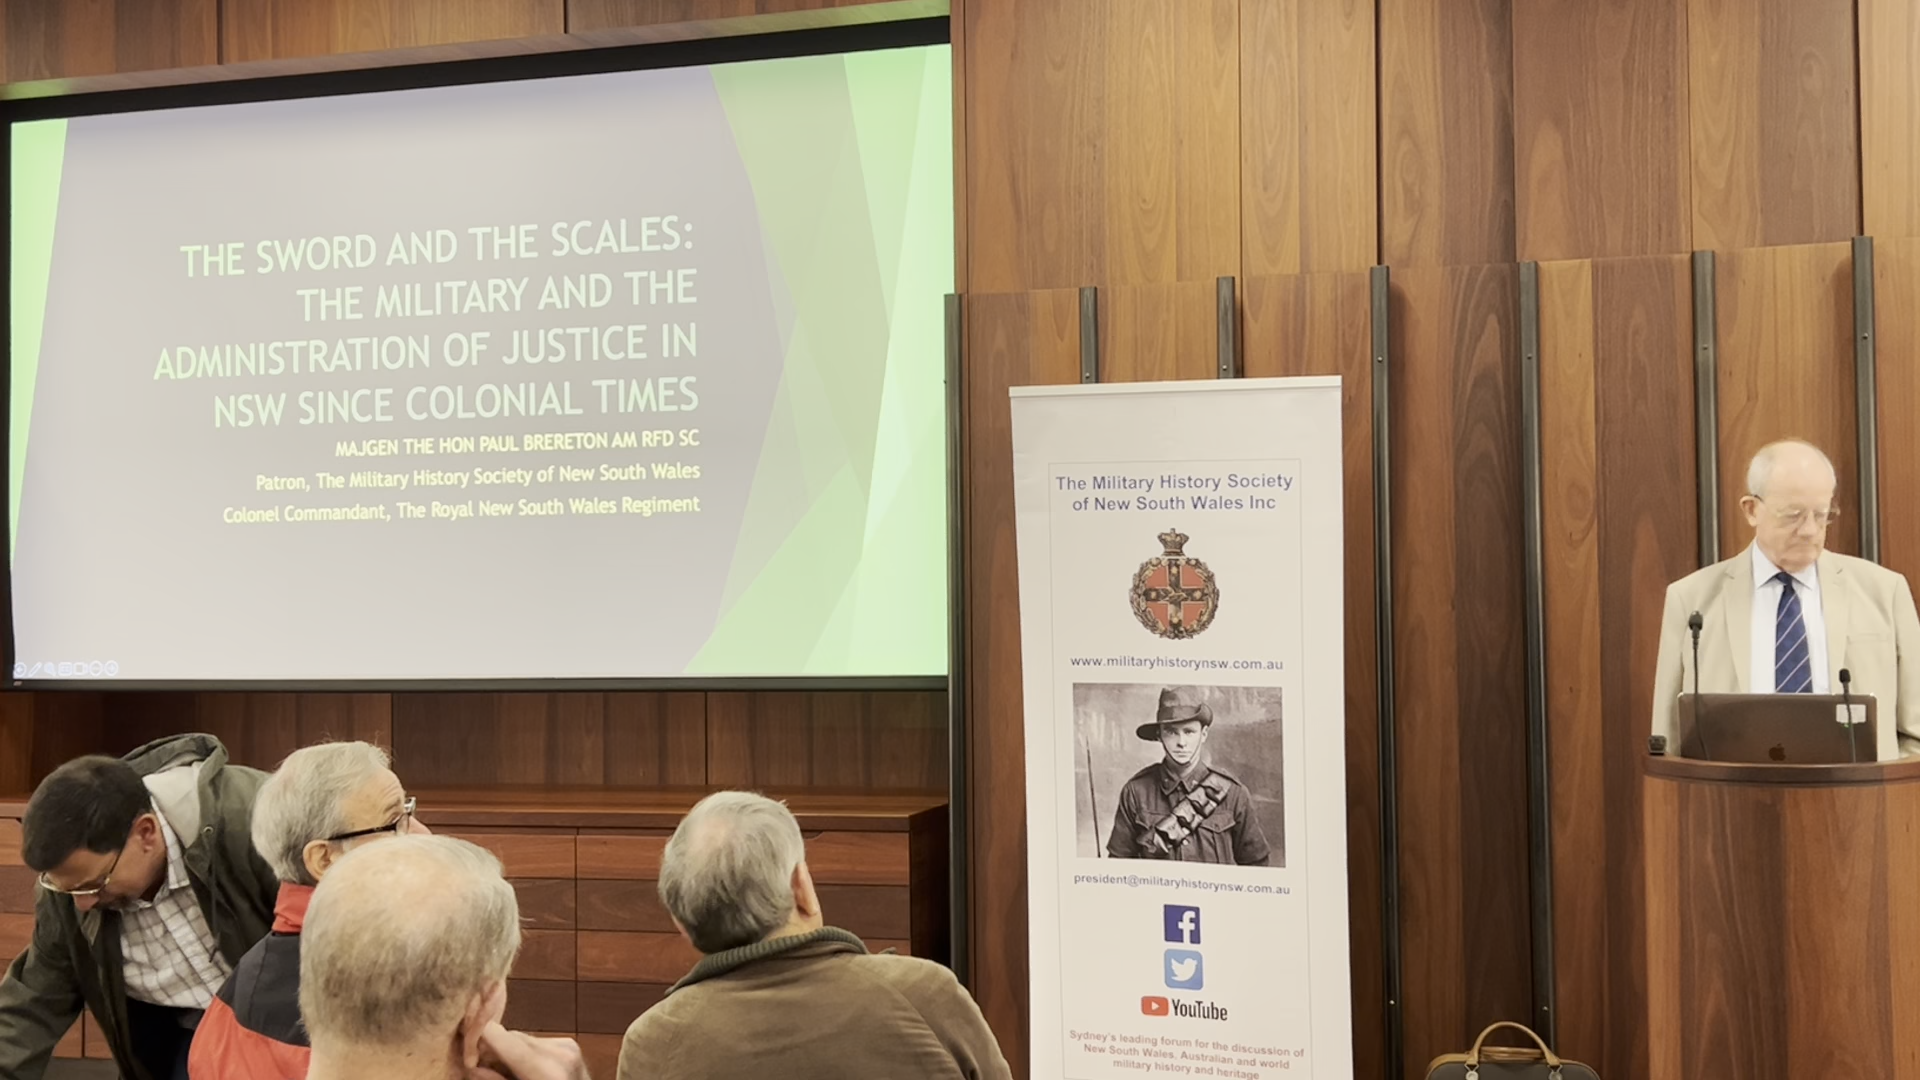 THE SWORD AND THE SCALES:
THE MILITARY AND THE
ADMINISTRATION OF JUSTICE IN
NSW SINCE COLONIAL TIMES
MAJGEN THE HON PAUL BRERETON AM RFD SC
Patron, The Military History Society of New South Wales
Colonel Commandant, The Royal New South Wales Regiment
The Military History Society
of New South Wales Inc
www.militaryhistorynsw.com.au
president@militaryhistorynsw.com.au
YouTube
Sydney's leading forum for the discussion of
New South Wales, Australian and world
military history and heritage